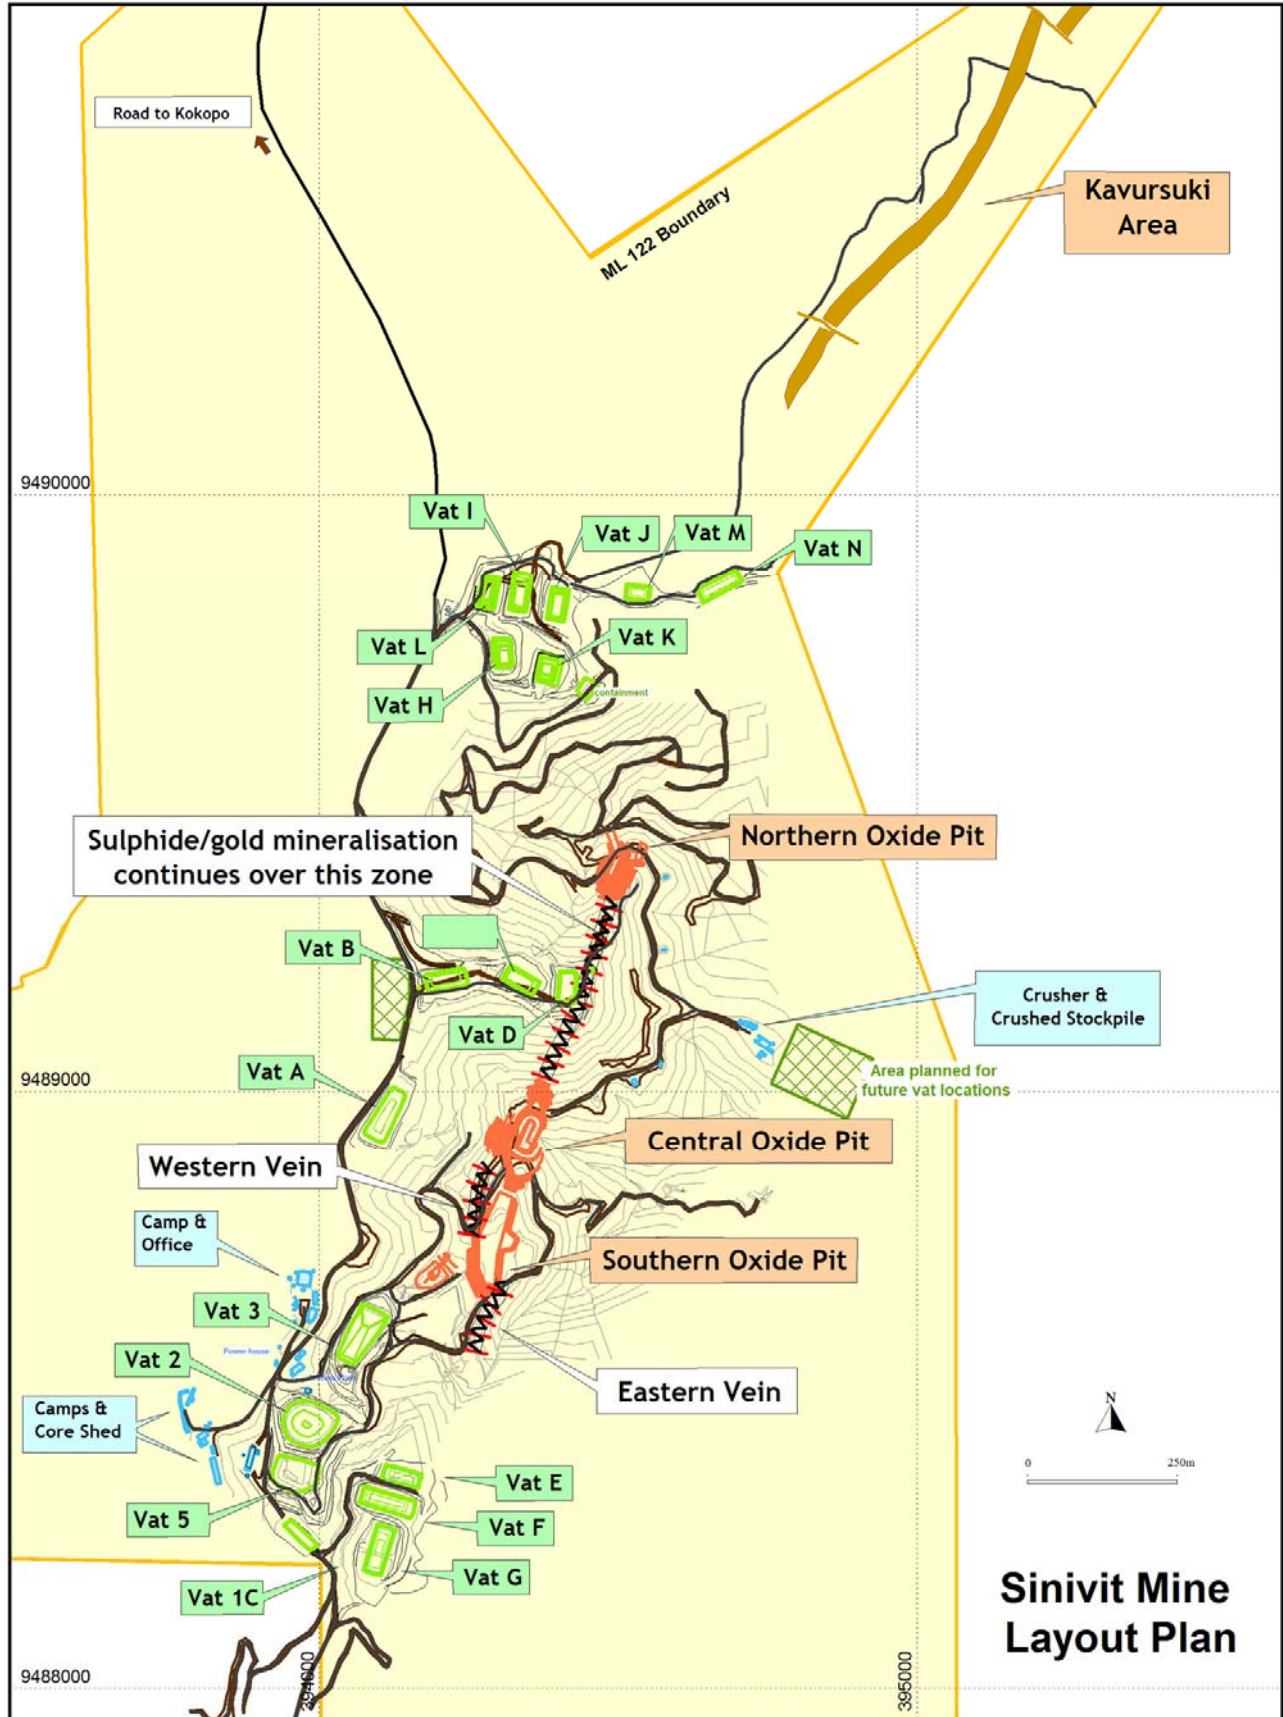 Road to Kokopo
ML 122 Boundary
Kavursuki
Area
9490000
Vat I
Vat J
Vat M
Vat N
Vat L
Vat K
Vat H
containment
Sulphide/gold mineralisation
continues over this zone
Northern Oxide Pit
Vat B
Vat D
Crusher &
Crushed Stockpile
Area planned for
future vat locations
9489000
Vat A
Central Oxide Pit
Western Vein
Camp &
Office
Southern Oxide Pit
Vat 3
Power house
Vat 2
Eastern Vein
Camps &
Core Shed
N
0
250m
Vat E
Vat 5
Vat F
Vat G
Vat 1C
Sinivit Mine
Layout Plan
9488000
394000
395000